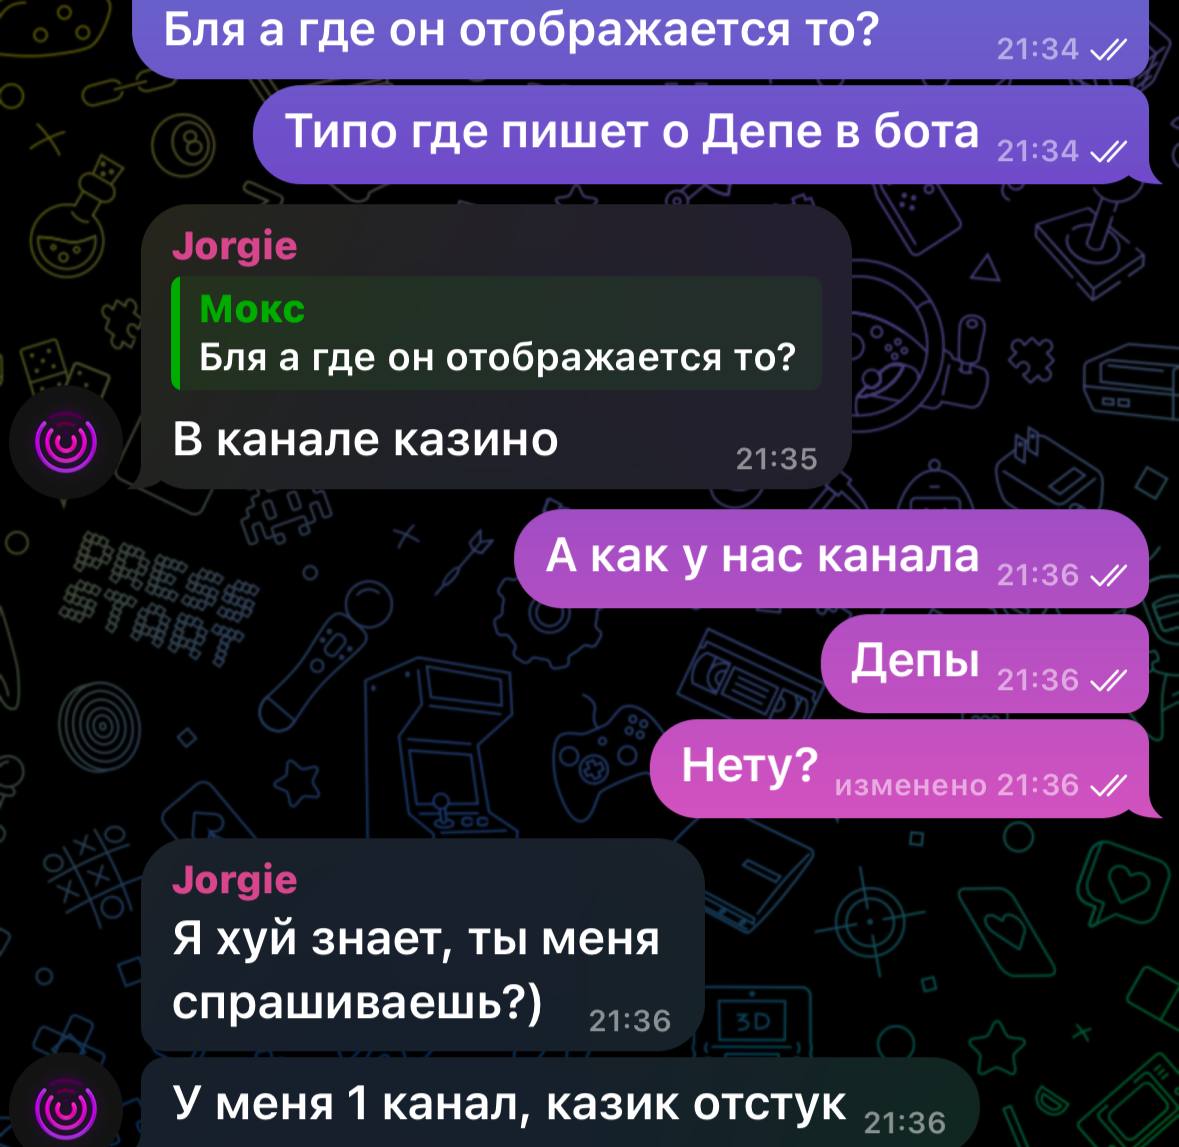 Бля а где он отображается то?
21:34
Типо где пишет о Депе в бота
21:34
Jorgie
Мокс
Бля а где он отображается то?
В канале казино
21:35
PRESS
START
А как у нас канала
21:36
Депы
21:36
Нету?
изменено 21:36
Jorgie
Я хуй знает, ты меня
спрашиваешь?)
21:36
3D
У меня 1 канал, казик отстук
21:36